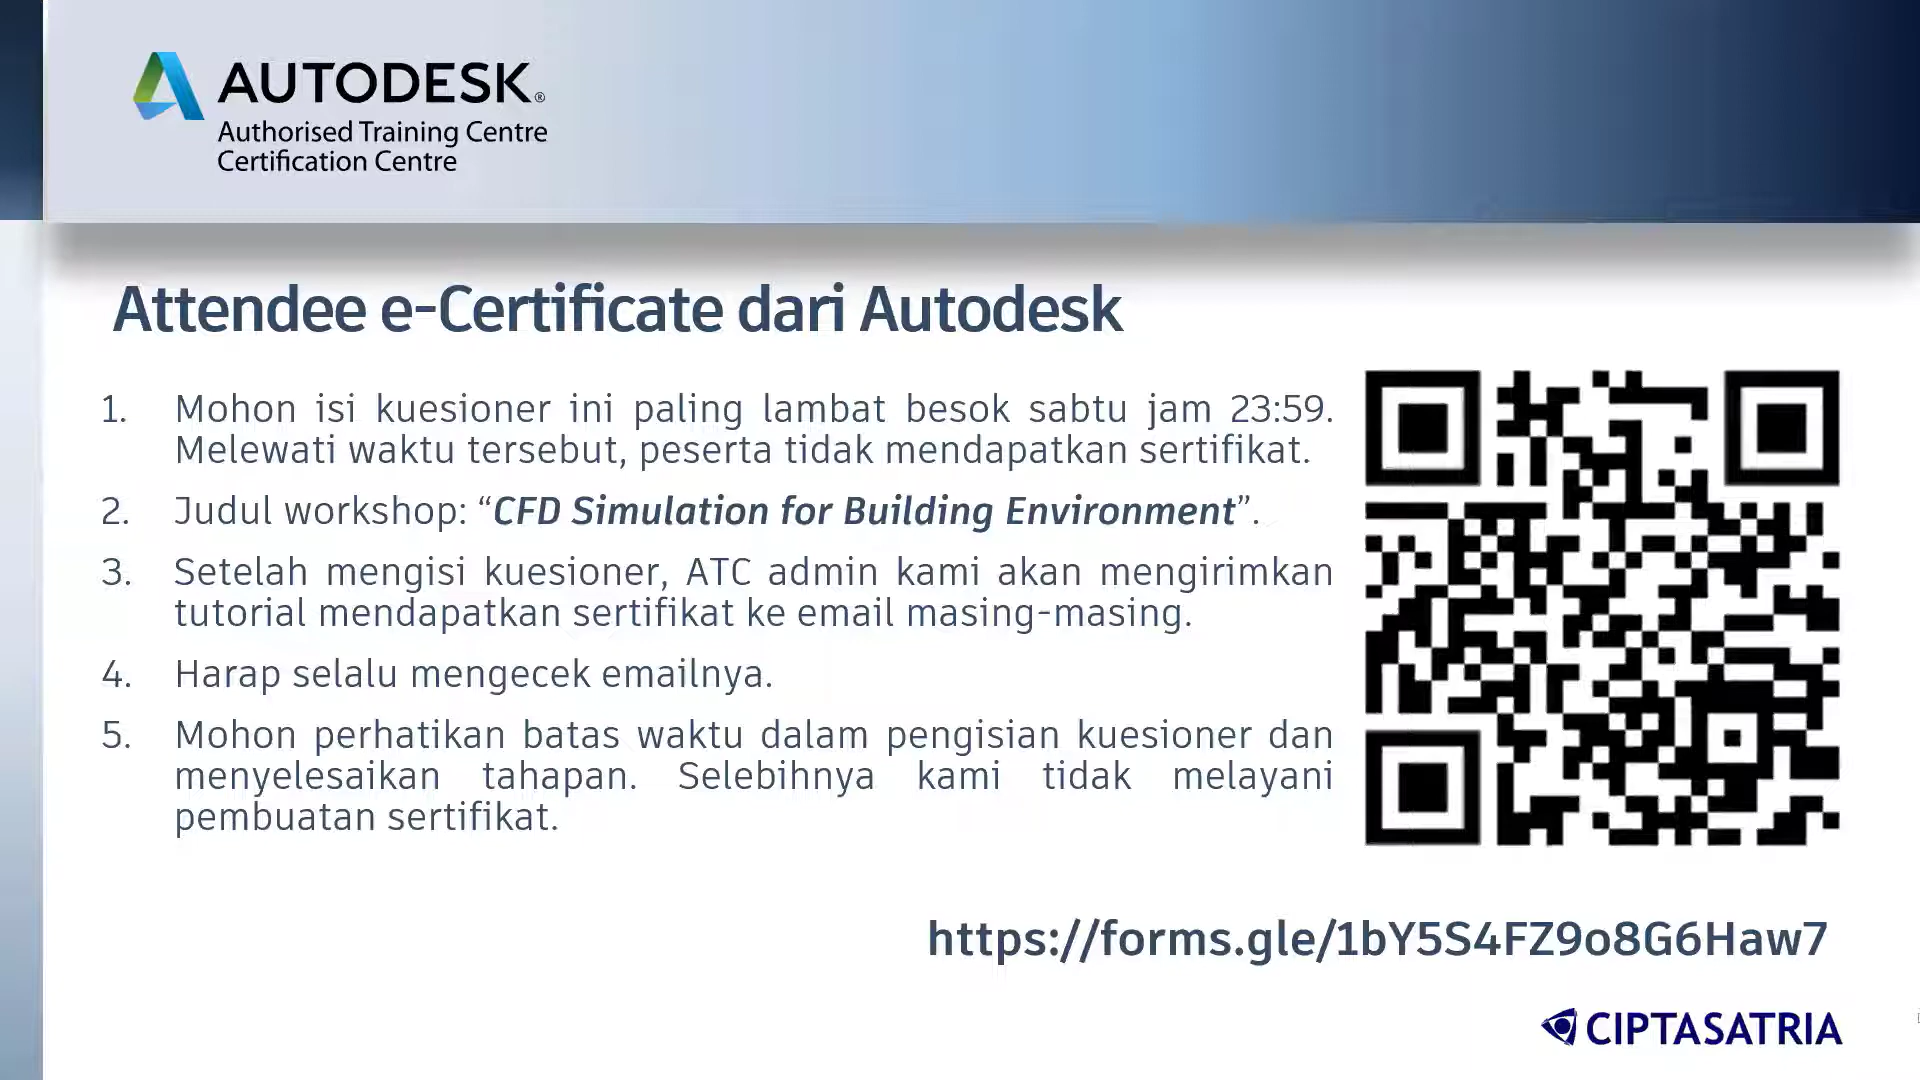 AUTODESK®
Authorised Training Centre
Certification Centre
Attendee e-Certificate dari Autodesk
1. Mohon isi kuesioner ini paling lambat besok sabtu jam 23:59.
Melewati waktu tersebut, peserta tidak mendapatkan sertifikat.
2. Judul workshop: “CFD Simulation for Building Environment”.
3. Setelah mengisi kuesioner, ATC admin kami akan mengirimkan
tutorial mendapatkan sertifikat ke email masing-masing.
4. Harap selalu mengecek emailnya.
5. Mohon perhatikan batas waktu dalam pengisian kuesioner dan
menyelesaikan tahapan. Selebihnya kami tidak melayani
pembuatan sertifikat.
https://forms.gle/1bY5S4FZ9o8G6Haw7
CIPTASATRIA